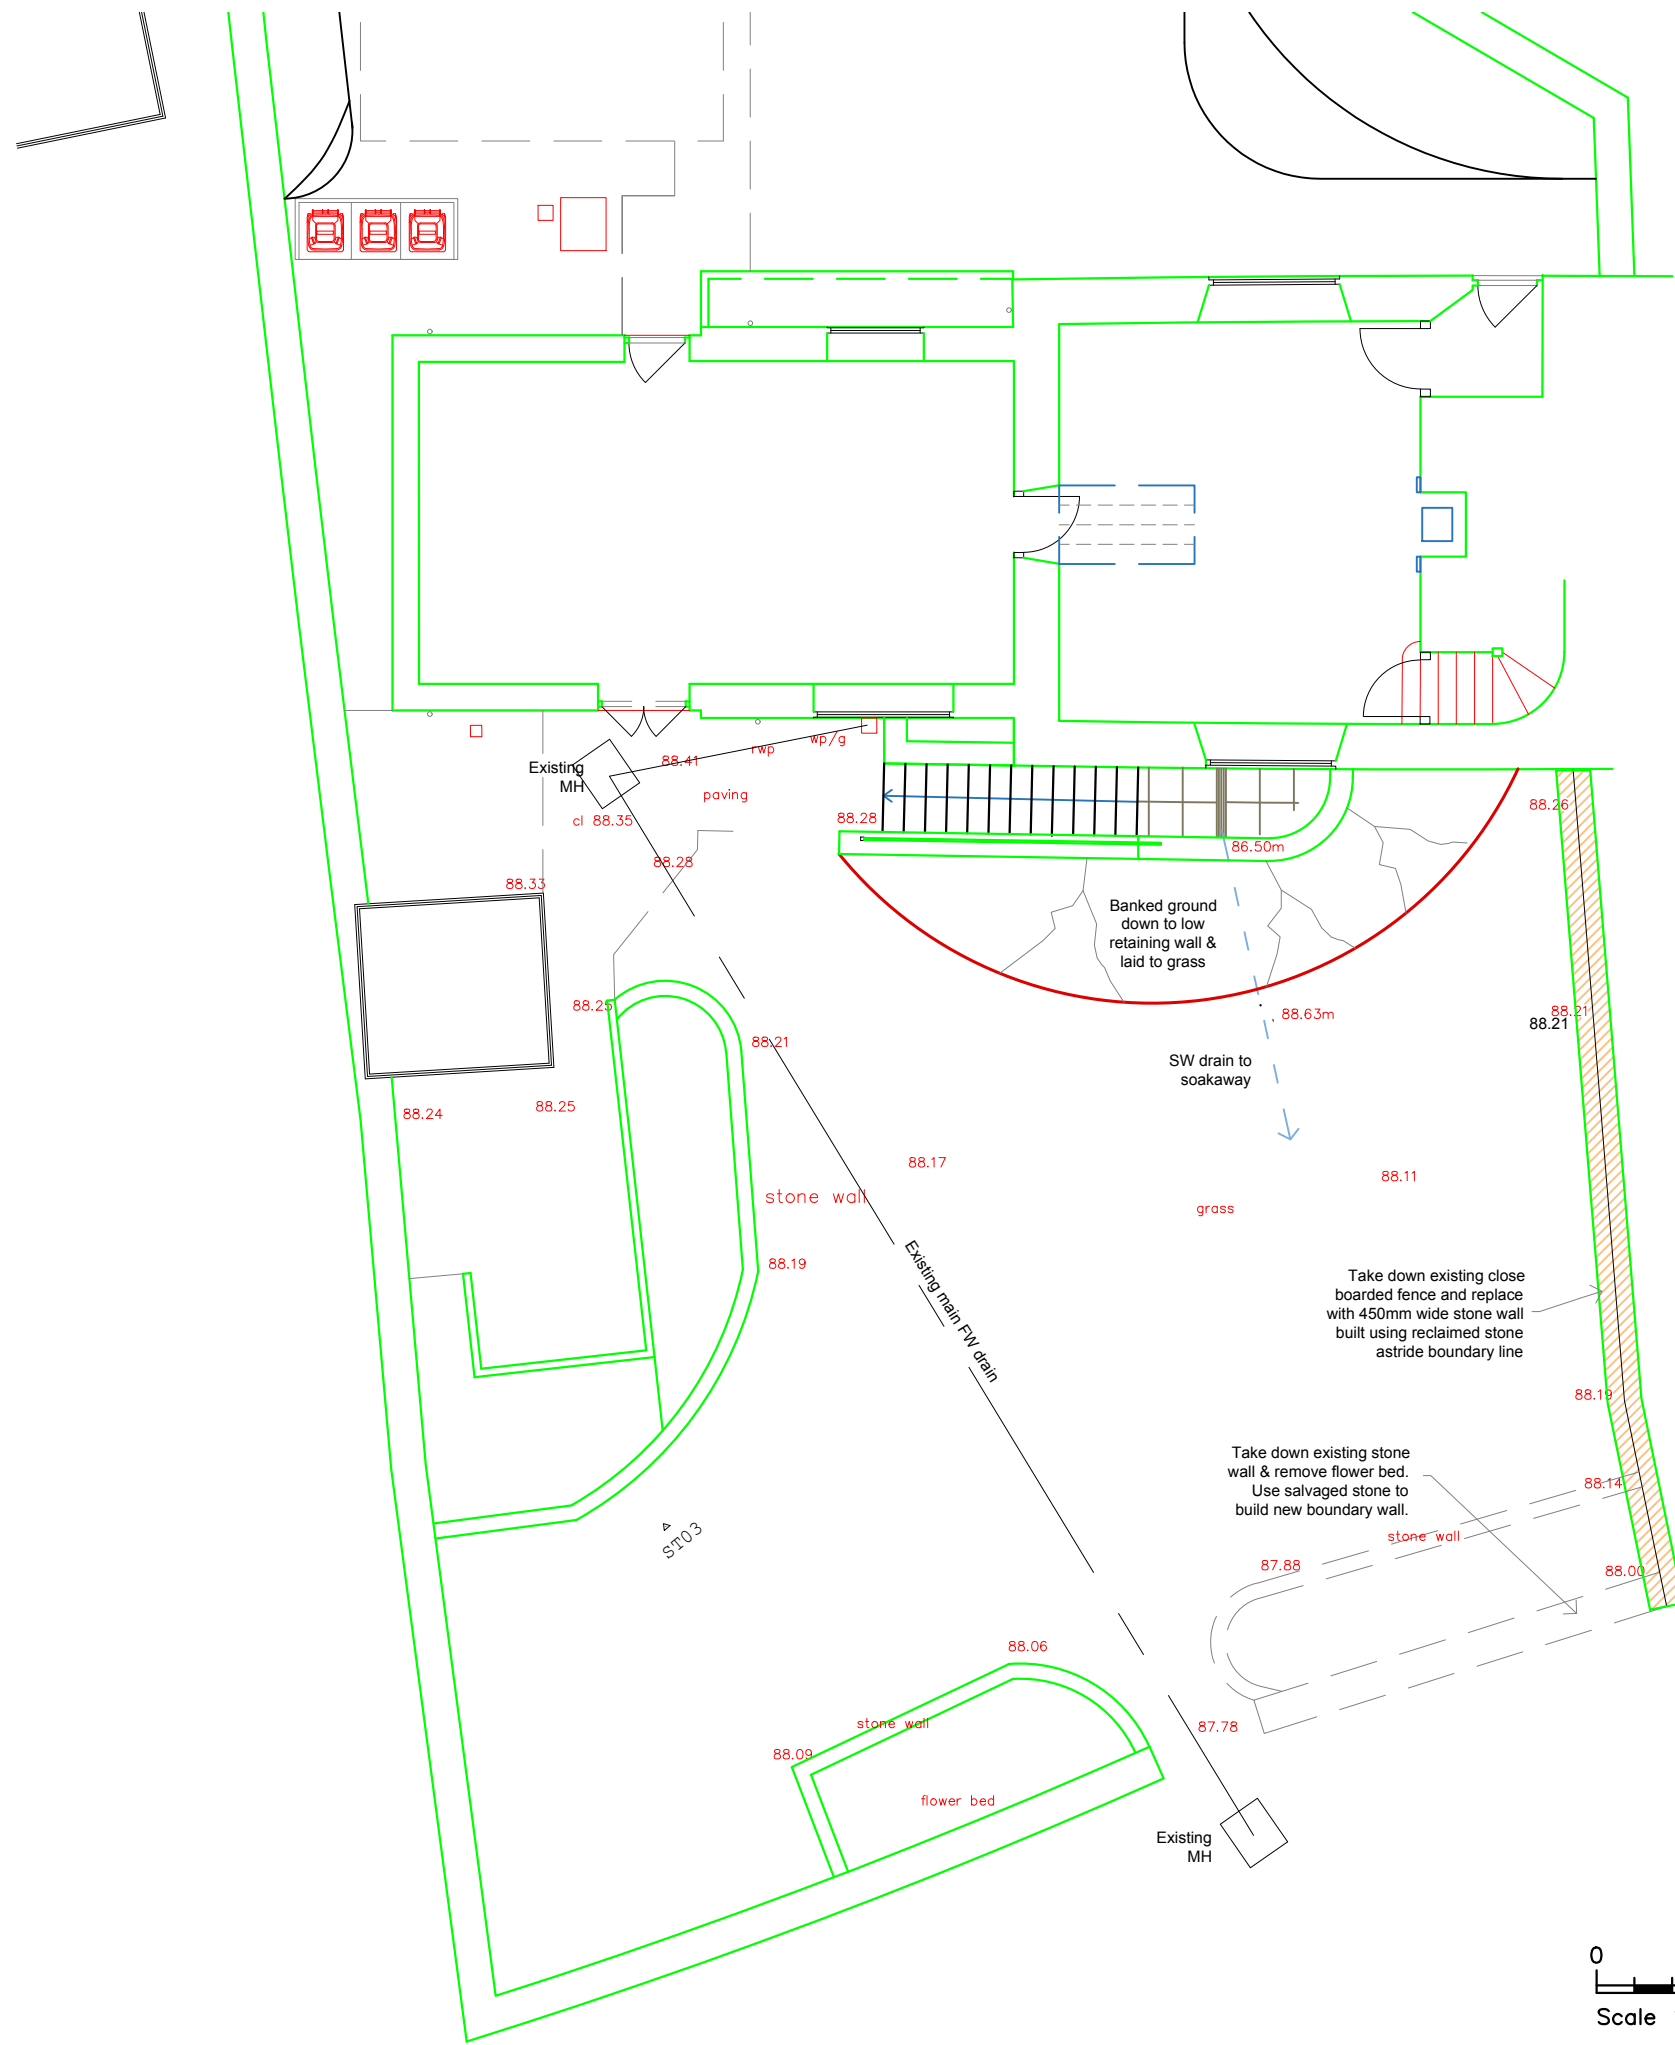 Existing
MH
88.41
rwp
wp/g
paving
cl 88.35
88.28
88.28
88.26
86.50m
88.33
Banked ground
down to low
retaining wall &
laid to grass
88.25
88.21
88.63m
88.21
88.21
SW drain to
soakaway
88.24
88.25
88.17
88.11
stone wall
grass
88.19
Existing main FW drain
Take down existing close
boarded fence and replace
with 450mm wide stone wall
built using reclaimed stone
astride boundary line
88.19
Take down existing stone
wall & remove flower bed.
Use salvaged stone to
build new boundary wall.
88.14
ST03
stone wall
87.88
88.00
88.06
stone wall
87.78
88.09
flower bed
Existing
MH
0
Scale